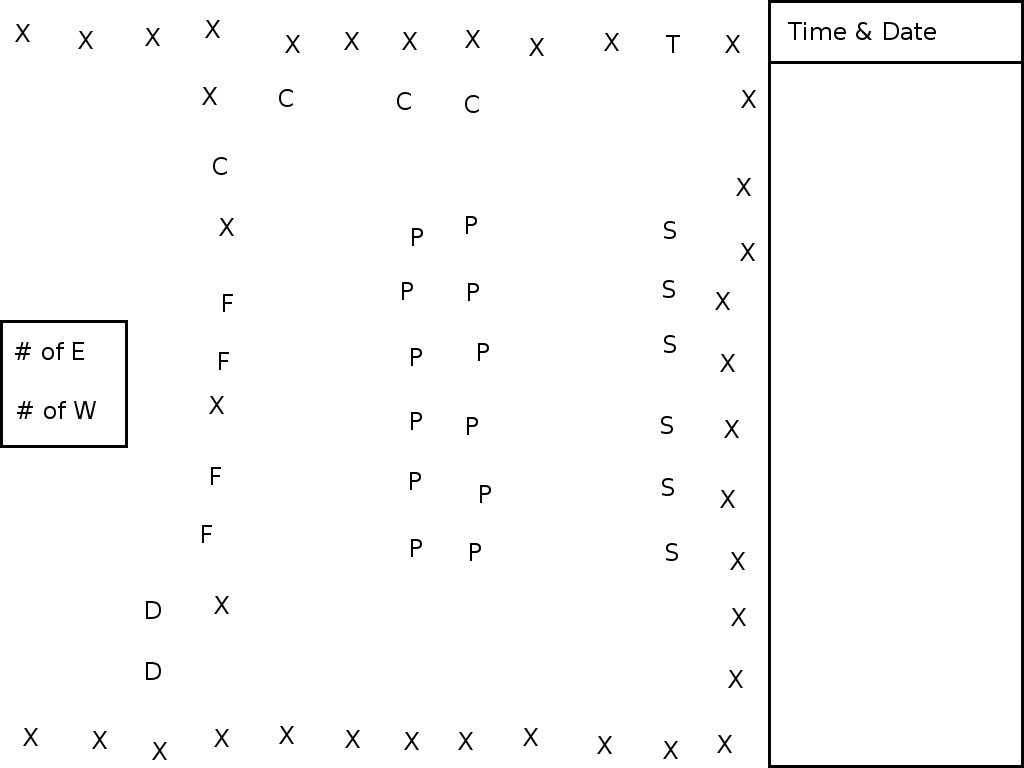 X X X X X X X X X X T X Time & Date
X C C C X
C X
X P P S X
P P S X
F
# of E P P S X
F
# of W X P P S X
F P P S X
F P P S X
D X X
D X
X X X X X X X X X X X X